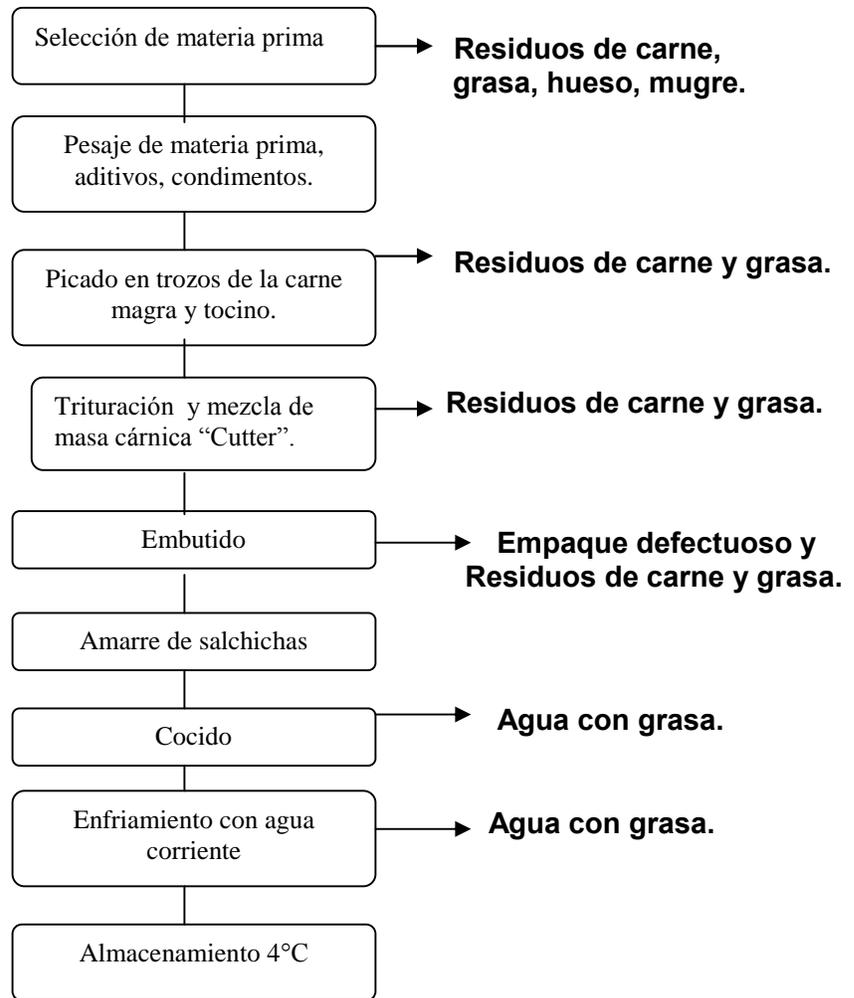 Selección de materia prima
Residuos de carne,
grasa, hueso, mugre.
Pesaje de materia prima,
aditivos, condimentos.
Picado en trozos de la carne
magra y tocino.
Residuos de carne y grasa.
Trituración y mezcla de
masa cárnica “Cutter”.
Residuos de carne y grasa.
Embutido
Empaque defectuoso y
Residuos de carne y grasa.
Amarre de salchichas
Cocido
Agua con grasa.
Enfriamiento con agua
corriente
Agua con grasa.
Almacenamiento 4°C